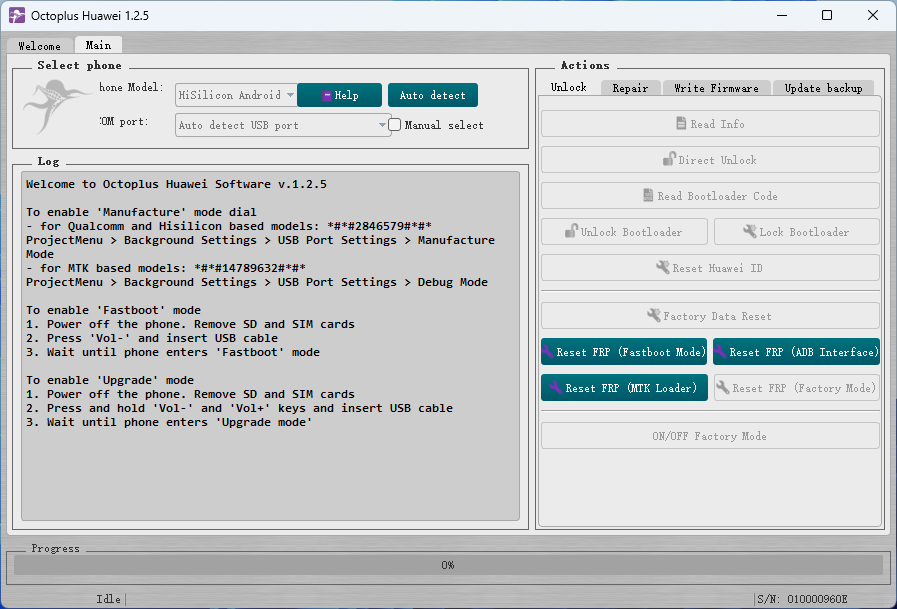 Octoplus Huawei 1.2.5
Welcome
Main
Select phone
hone Model:
HiSilicon Android
Help
Auto detect
OM port:
Auto detect USB port
Manual select
Log
Welcome to Octoplus Huawei Software v.1.2.5
To enable 'Manufacture' mode dial
- for Qualcomm and Hisilicon based models: *#*#2846579#*#*
ProjectMenu > Background Settings > USB Port Settings > Manufacture
Mode
- for MTK based models: *#*#14789632#*#*
ProjectMenu > Background Settings > USB Port Settings > Debug Mode
To enable 'Fastboot' mode
1. Power off the phone. Remove SD and SIM cards
2. Press 'Vol-' and insert USB cable
3. Wait until phone enters 'Fastboot' mode
To enable 'Upgrade' mode
1. Power off the phone. Remove SD and SIM cards
2. Press and hold 'Vol-' and 'Vol+' keys and insert USB cable
3. Wait until phone enters 'Upgrade mode'
Actions
Unlock
Repair
Write Firmware
Update backup
Read Info
Direct Unlock
Read Bootloader Code
Unlock Bootloader
Lock Bootloader
Reset Huawei ID
Factory Data Reset
Reset FRP (Fastboot Mode)
Reset FRP (ADB Interface)
Reset FRP (MTK Loader)
Reset FRP (Factory Mode)
ON/OFF Factory Mode
Progress
0%
Idle
S/N: 010000960E